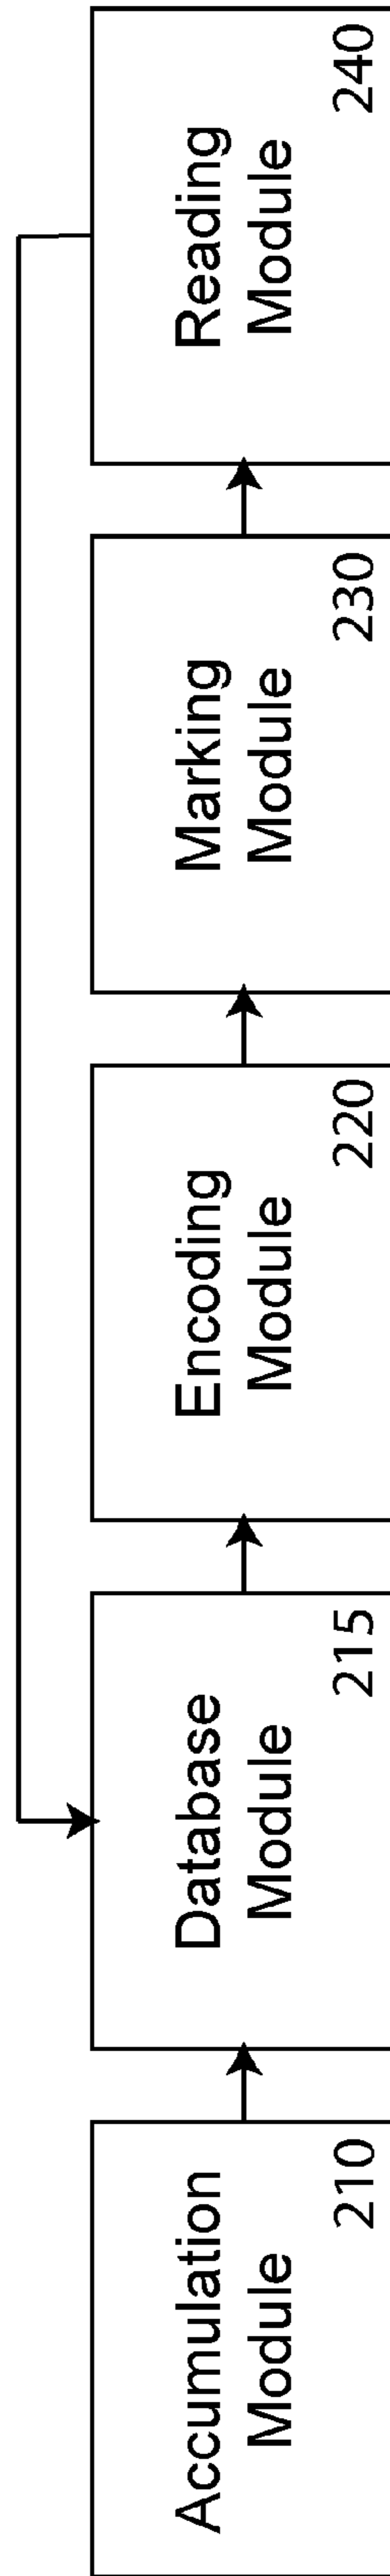 Accumulation
Module
210
Database
Module
215
Encoding
Module
220
Marking
Module
230
Reading
Module
240